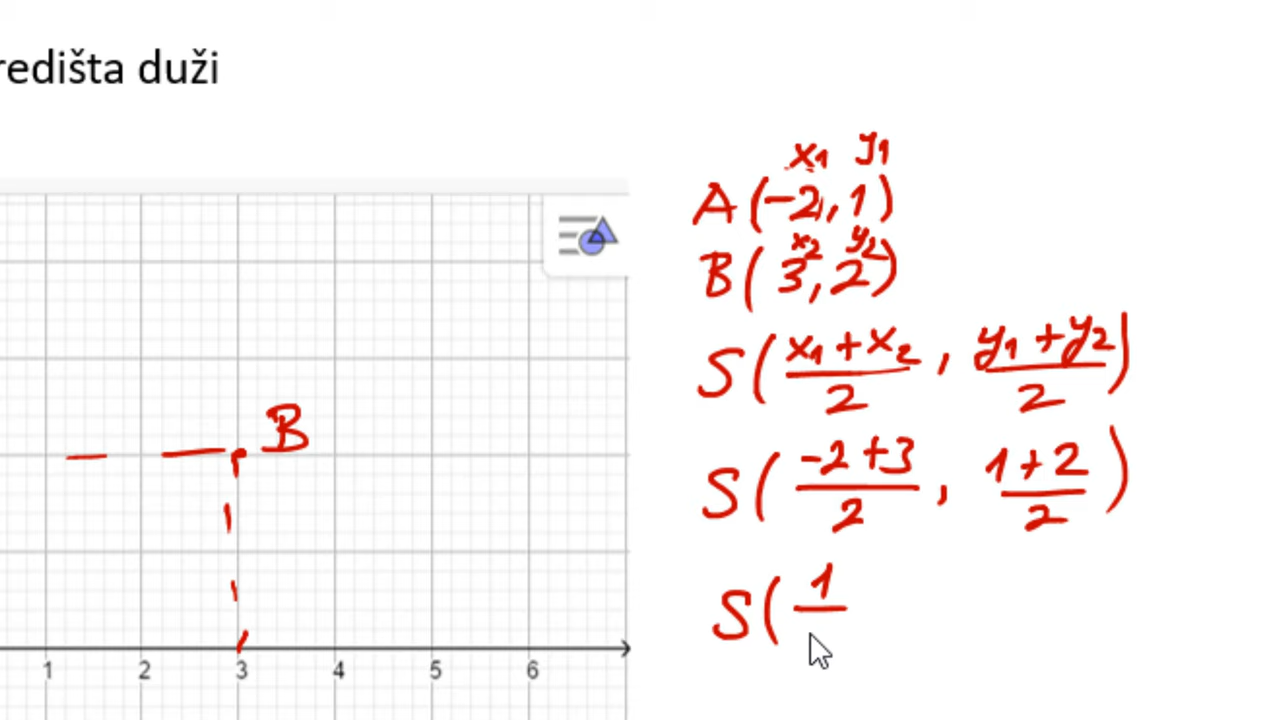 redišta duži
x₁ y₁
A(-2, 1)
x₂ y₂
B(3, 2)
S(x₁+x₂/2, y₁+y₂/2)
S(-2+3/2, 1+2/2)
S(1/
B
1 2 3 4 5 6